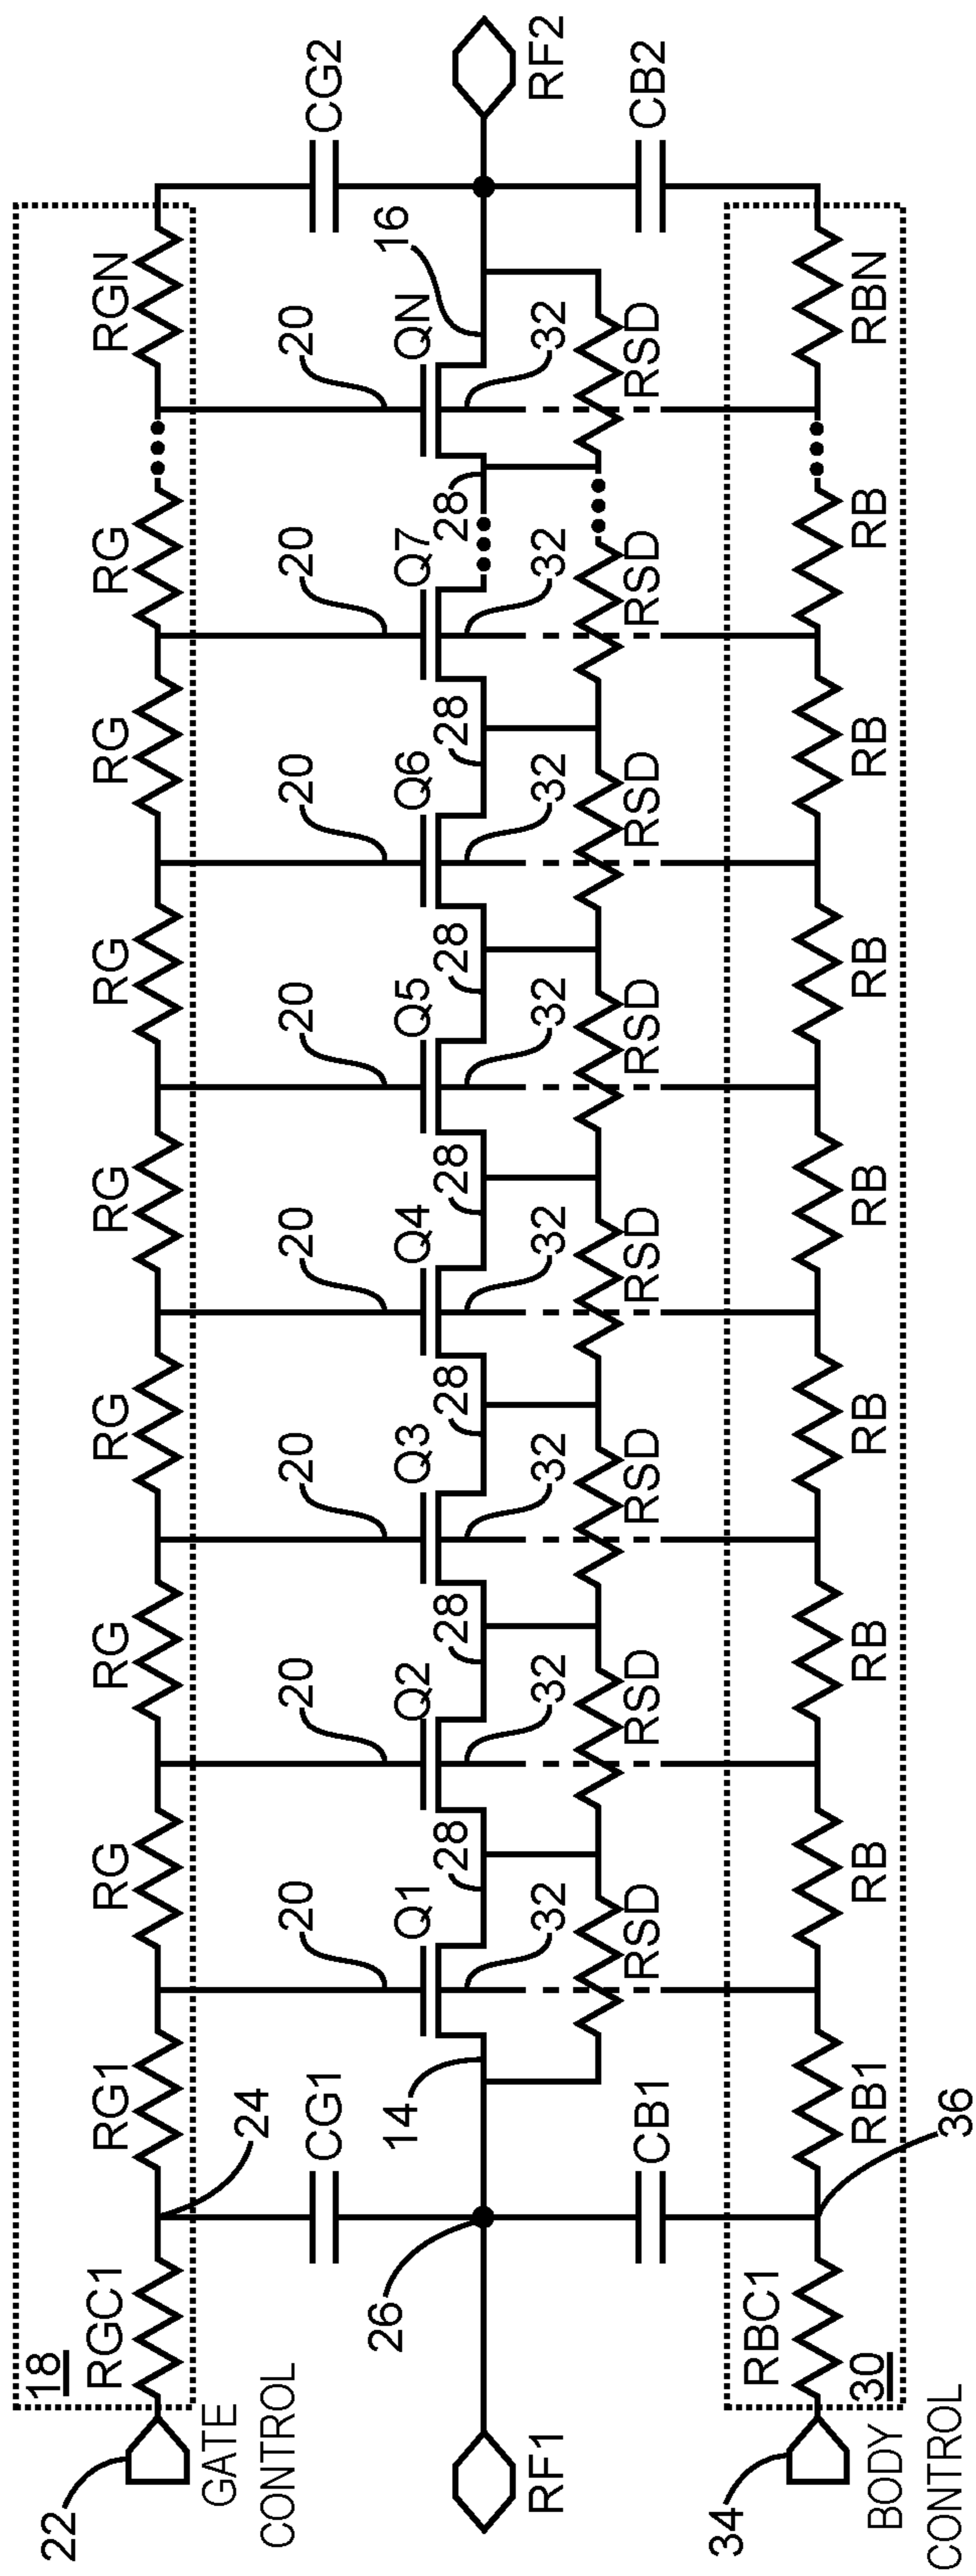 18
RGC1 RG1 RG RG RG RG RG RG RG RGN
22
GATE
CONTROL
24
20 20 20 20 20 20 20 20
CG1 CG2
Q1 Q2 Q3 Q4 Q5 Q6 Q7 QN
14 16
26
28 28 28 28 28 28 28
RF1 RF2
32 32 32 32 32 32 32 32
RSD RSD RSD RSD RSD RSD RSD RSD
CB1 CB2
34
RBC1 RB1 RB RB RB RB RB RB RB RBN
30
36
BODY
CONTROL